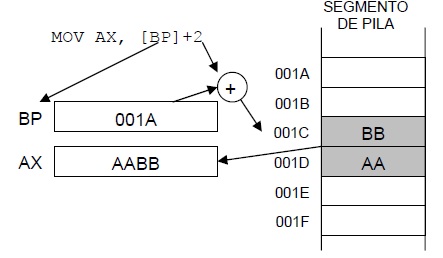 SEGMENTO
DE PILA
MOV AX, [BP]+2
+
001A
001B
BP 001A
001C BB
AX AABB
001D AA
001E
001F